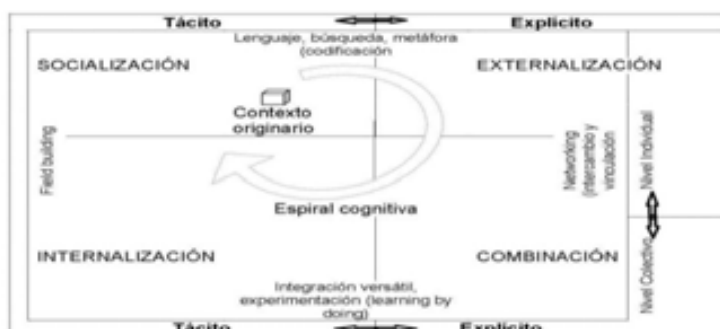 Tácito Explícito
Lenguaje, búsqueda, metáfora
(codificación
SOCIALIZACIÓN EXTERNALIZACIÓN
Contexto
originario
Field building
Networking
(intercambio y
vinculación
Nivel Individual
Espiral cognitiva
INTERNALIZACIÓN COMBINACIÓN
Nivel Colectivo
Integración versátil,
experimentación (learning by
doing)
Tácito Explícito